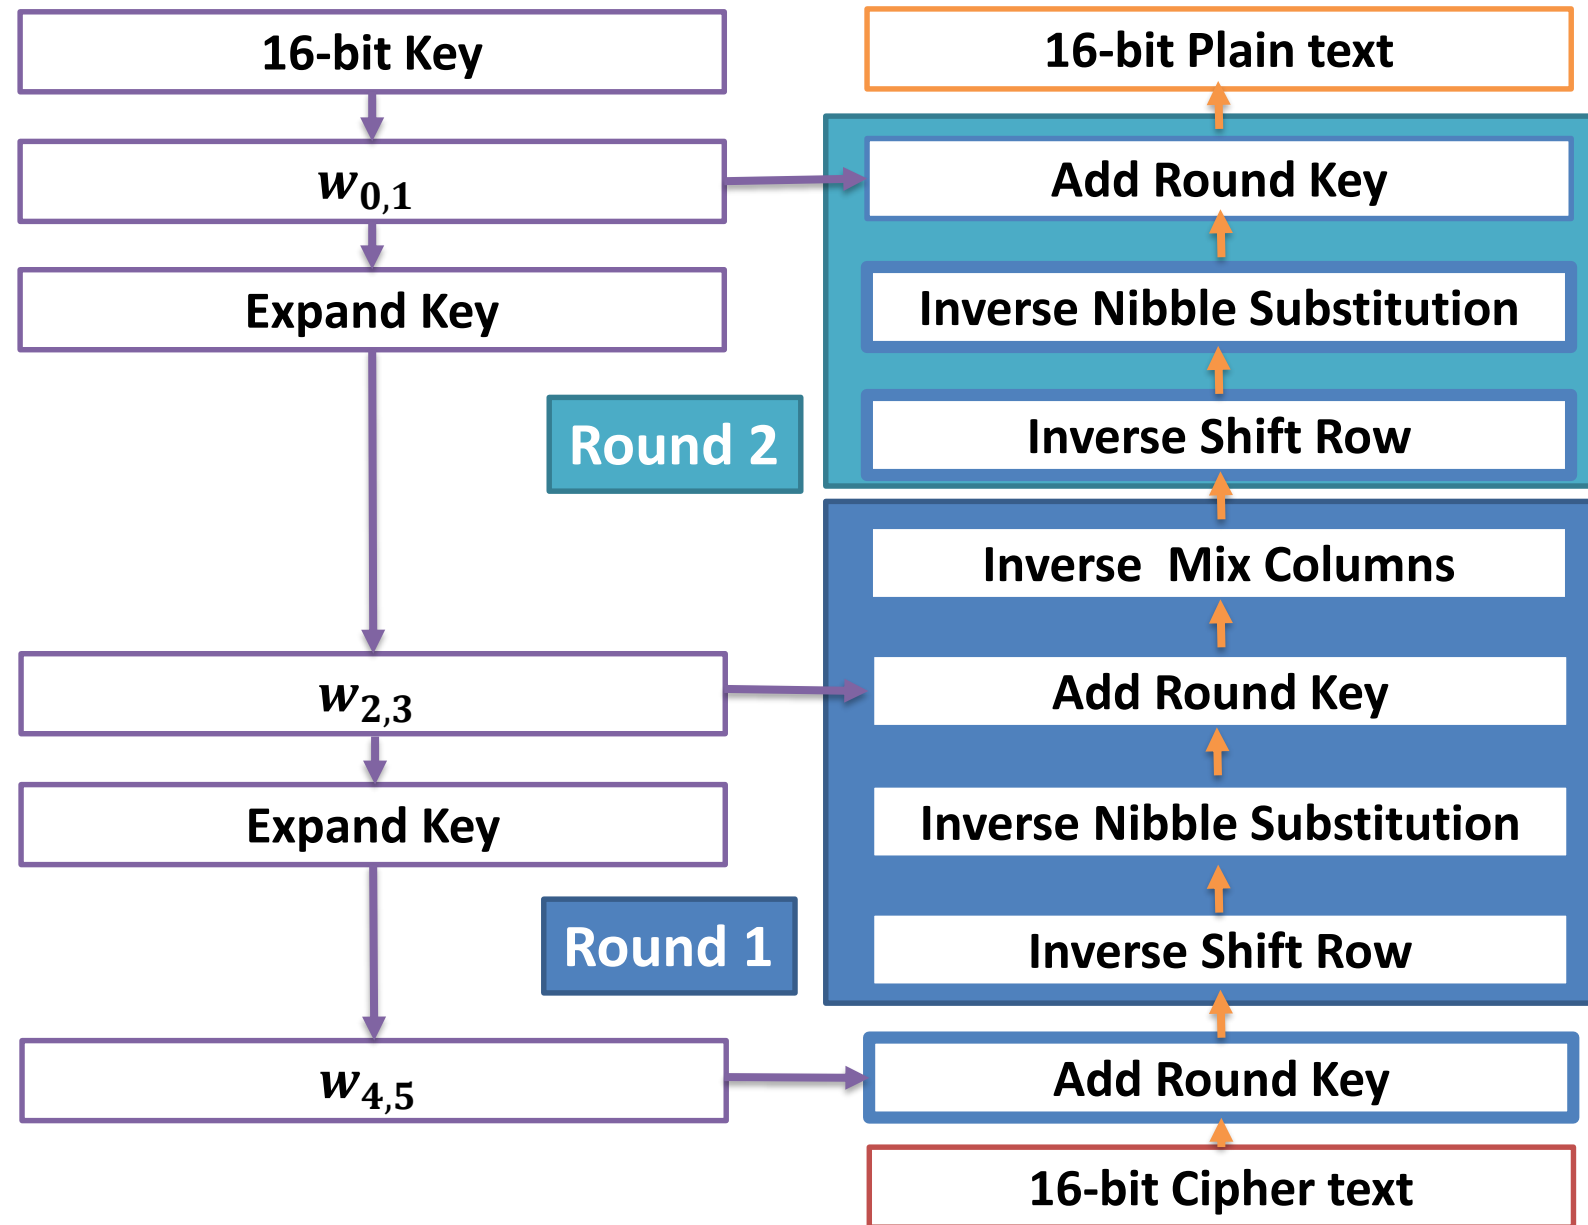 16-bit Key
w0,1
Expand Key
Round 2
w2,3
Expand Key
Round 1
w4,5
16-bit Plain text
Add Round Key
Inverse Nibble Substitution
Inverse Shift Row
Inverse Mix Columns
Add Round Key
Inverse Nibble Substitution
Inverse Shift Row
Add Round Key
16-bit Cipher text